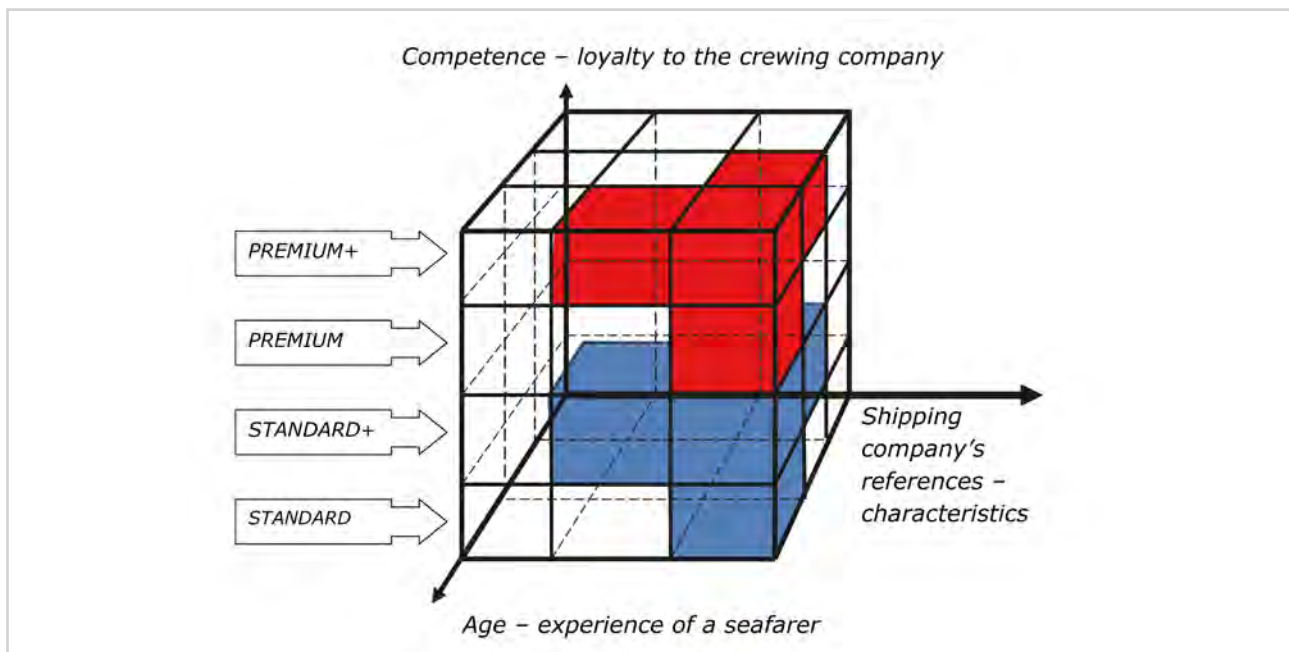 Competence – loyalty to the crewing company
PREMIUM+
PREMIUM
STANDARD+
STANDARD
Shipping
company's
references –
characteristics
Age – experience of a seafarer